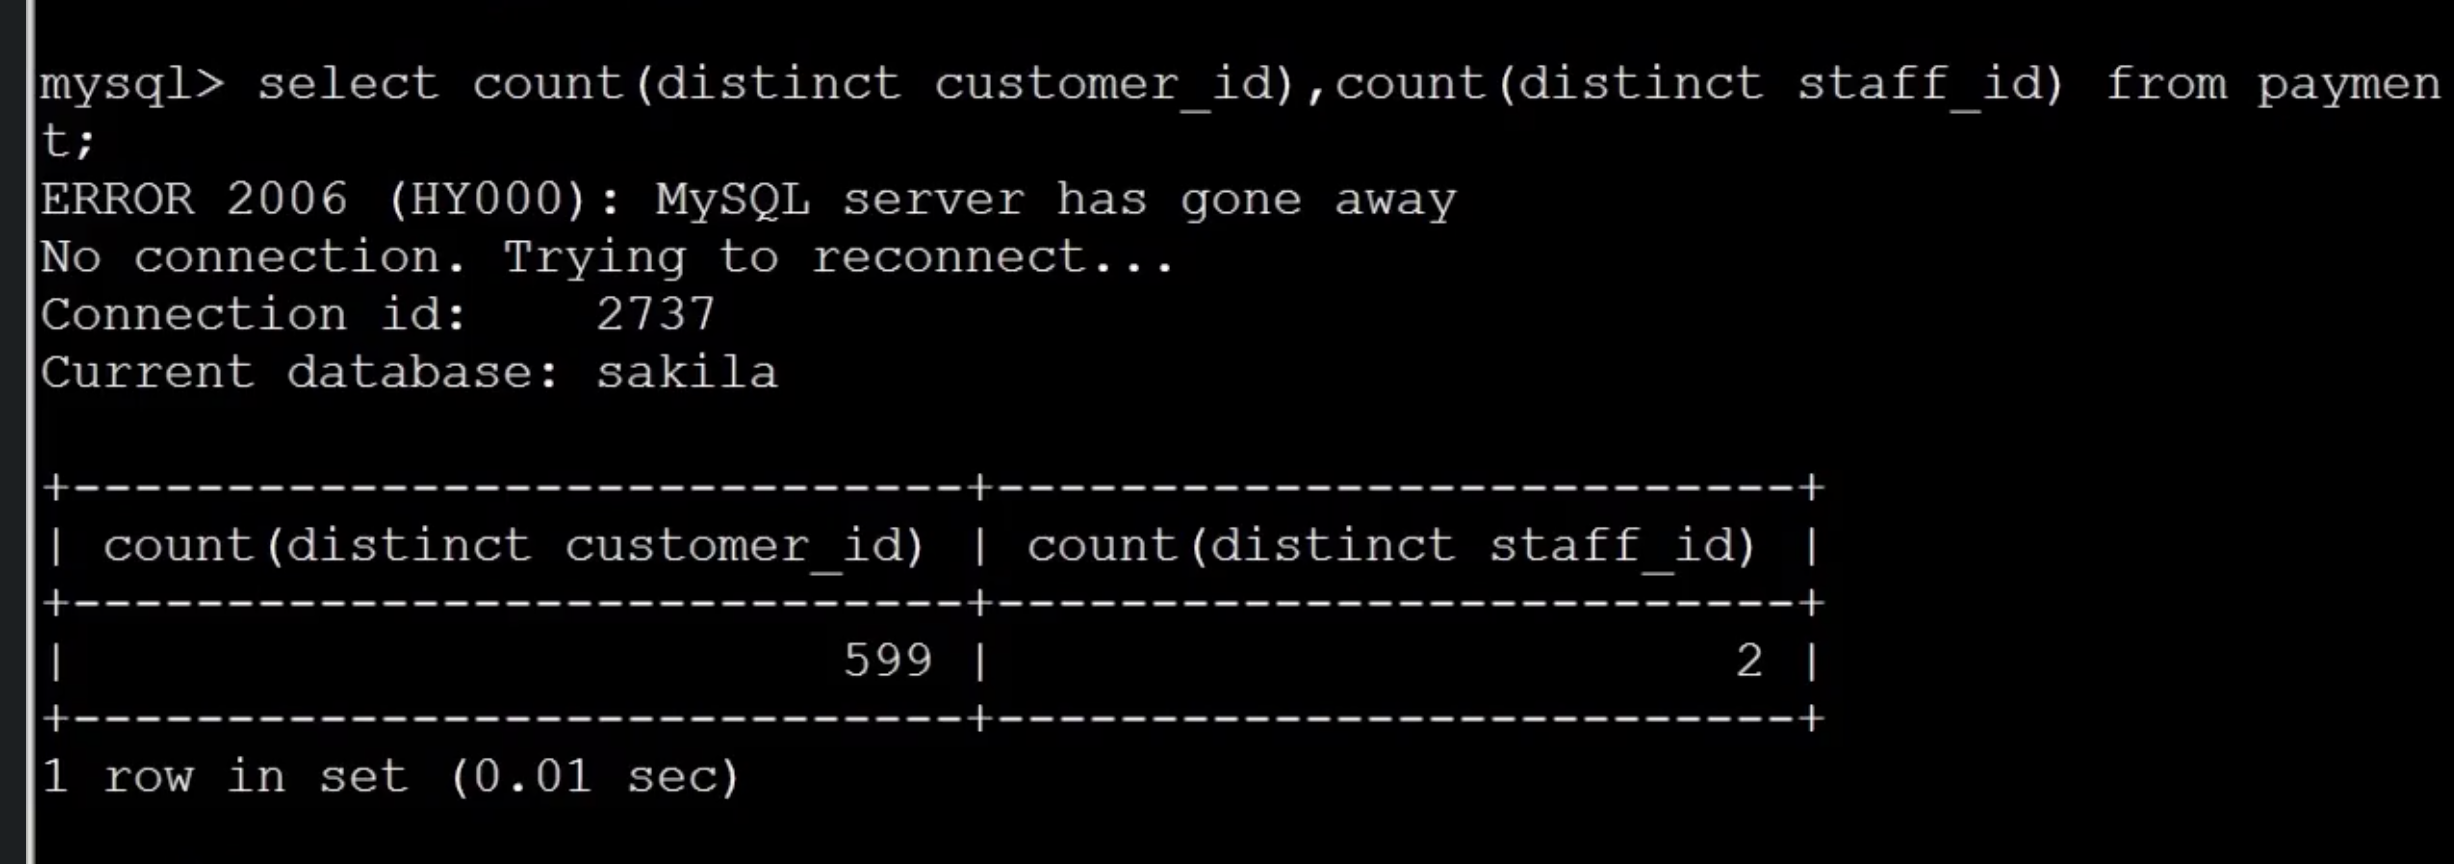 mysql> select count(distinct customer_id),count(distinct staff_id) from paymen
t;
ERROR 2006 (HY000): MySQL server has gone away
No connection. Trying to reconnect...
Connection id:    2737
Current database: sakila

+-----------------------------+--------------------------+
| count(distinct customer_id) | count(distinct staff_id) |
+-----------------------------+--------------------------+
|                         599 |                        2 |
+-----------------------------+--------------------------+
1 row in set (0.01 sec)